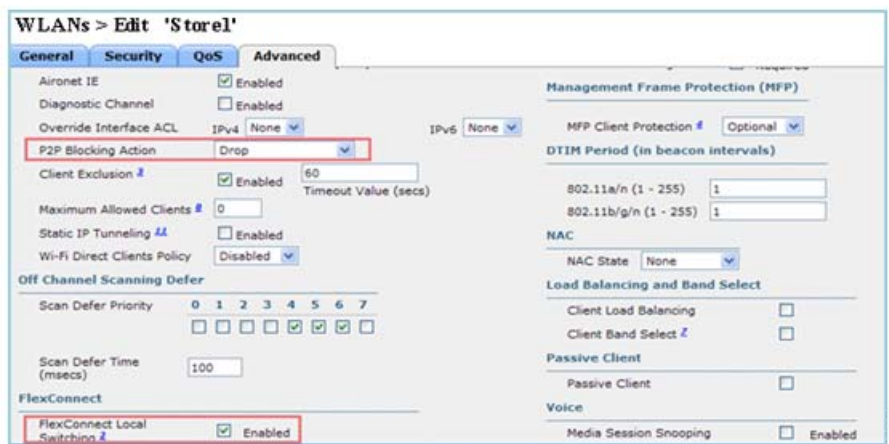 WLANs > Edit 'Store1'
General Security QoS Advanced
Aironet IE Enabled
Diagnostic Channel Enabled
Override Interface ACL IPv4 None IPv6 None
P2P Blocking Action Drop
Client Exclusion 3 Enabled 60
Timeout Value (secs)
Maximum Allowed Clients 8 0
Static IP Tunneling 11 Enabled
Wi-Fi Direct Clients Policy Disabled
Off Channel Scanning Defer
Scan Defer Priority 0 1 2 3 4 5 6 7
Scan Defer Time
(msecs) 100
FlexConnect
FlexConnect Local
Switching 2 Enabled
Management Frame Protection (MFP)
MFP Client Protection 4 Optional
DTIM Period (in beacon intervals)
802.11a/n (1 - 255) 1
802.11b/g/n (1 - 255) 1
NAC
NAC State None
Load Balancing and Band Select
Client Load Balancing
Client Band Select 7
Passive Client
Passive Client
Voice
Media Session Snooping Enabled